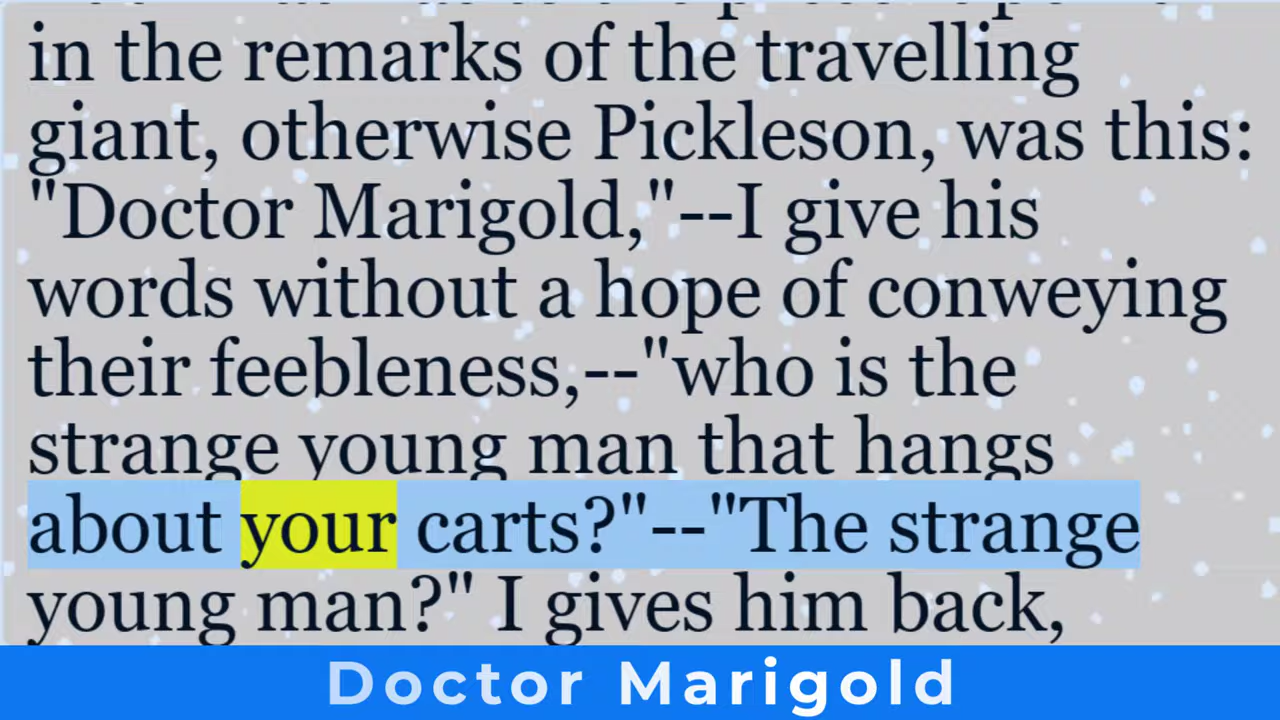 in the remarks of the travelling
giant, otherwise Pickleson, was this:
"Doctor Marigold,"--I give his
words without a hope of conweying
their feebleness,--"who is the
strange young man that hangs
about your carts?"--"The strange
young man?" I gives him back,
Doctor Marigold